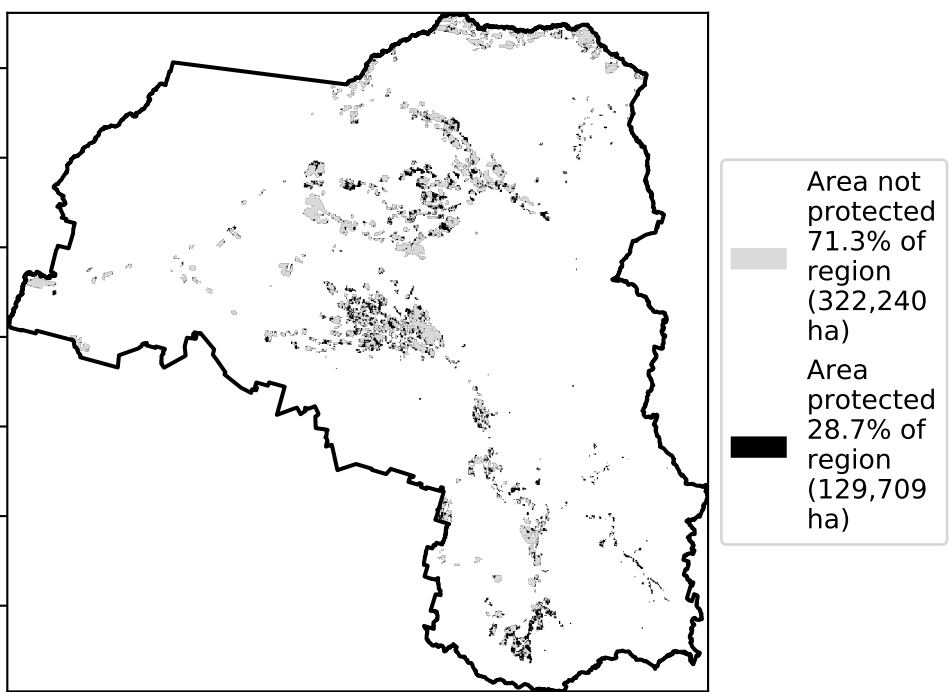 Area not
protected
71.3% of
region
(322,240
ha)
Area
protected
28.7% of
region
(129,709
ha)